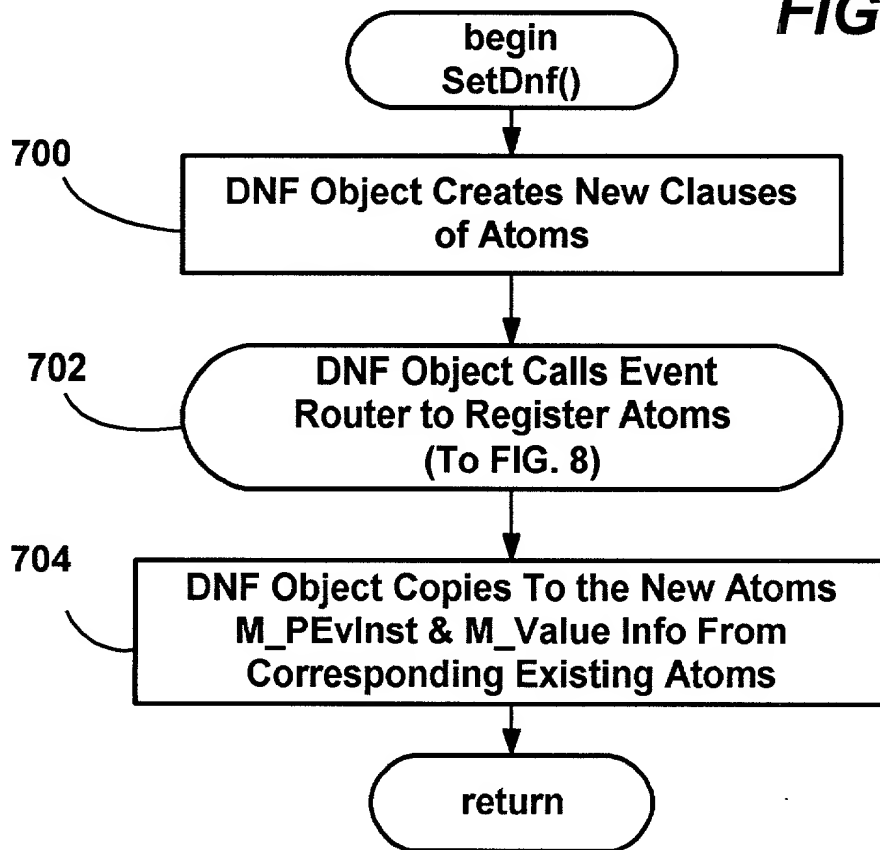 FIG
begin
SetDnf()
700
DNF Object Creates New Clauses
of Atoms
702
DNF Object Calls Event
Router to Register Atoms
(To FIG. 8)
704
DNF Object Copies To the New Atoms
M_PEvInst & M_Value Info From
Corresponding Existing Atoms
return